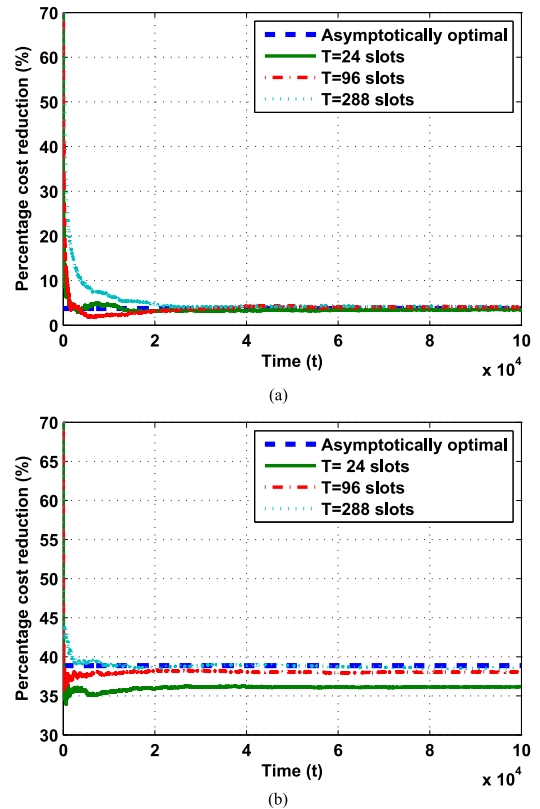 70
60
50
40
30
20
10
0
Percentage cost reduction (%)
Asymptotically optimal
T=24 slots
T=96 slots
T=288 slots
0 2 4 6 8 10
Time (t)
x 10^4
(a)
70
65
60
55
50
45
40
35
30
Percentage cost reduction (%)
Asymptotically optimal
T= 24 slots
T=96 slots
T=288 slots
0 2 4 6 8 10
Time (t)
x 10^4
(b)